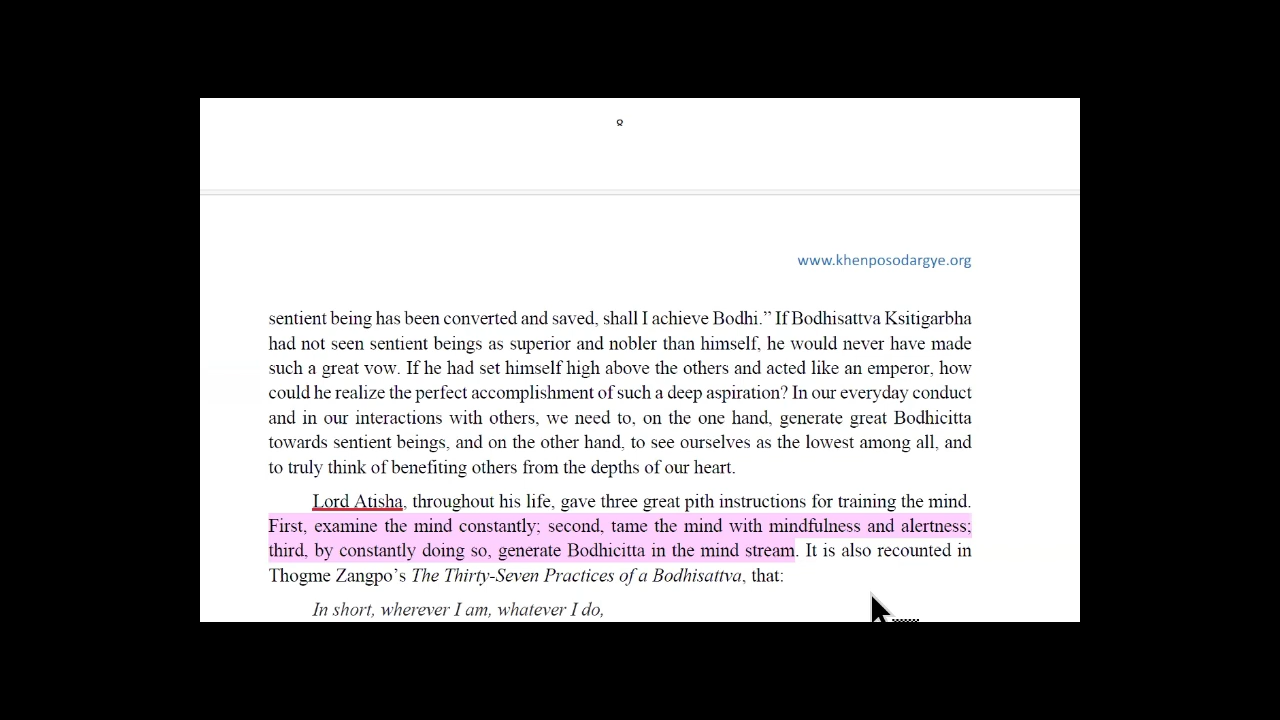 8
www.khenposodargye.org
sentient being has been converted and saved, shall I achieve Bodhi.” If Bodhisattva Ksitigarbha
had not seen sentient beings as superior and nobler than himself, he would never have made
such a great vow. If he had set himself high above the others and acted like an emperor, how
could he realize the perfect accomplishment of such a deep aspiration? In our everyday conduct
and in our interactions with others, we need to, on the one hand, generate great Bodhicitta
towards sentient beings, and on the other hand, to see ourselves as the lowest among all, and
to truly think of benefiting others from the depths of our heart.
Lord Atisha, throughout his life, gave three great pith instructions for training the mind.
First, examine the mind constantly; second, tame the mind with mindfulness and alertness;
third, by constantly doing so, generate Bodhicitta in the mind stream. It is also recounted in
Thogme Zangpo’s The Thirty-Seven Practices of a Bodhisattva, that:
In short, wherever I am, whatever I do,